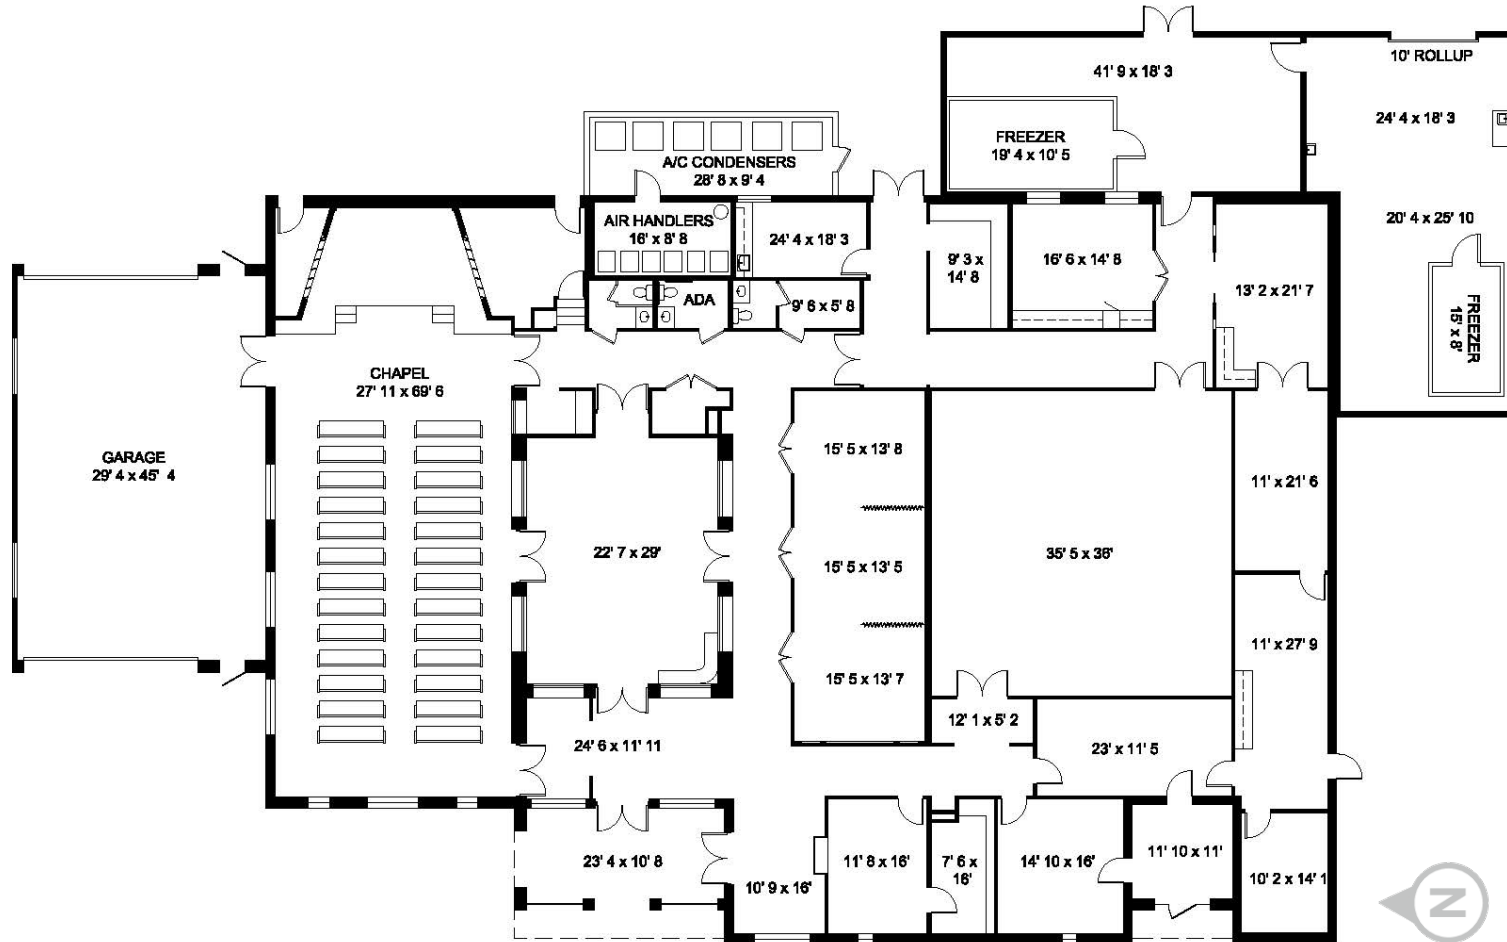 10' ROLLUP
41' 9 x 18' 3
24' 4 x 18' 3
FREEZER
19' 4 x 10' 5
A/C CONDENSERS
28' 8 x 9' 4
AIR HANDLERS
16' x 8' 8
24' 4 x 18' 3
9' 3 x
14' 8
16' 6 x 14' 8
20' 4 x 25' 10
13' 2 x 21' 7
FREEZER
15' x 8'
ADA
9' 6 x 5' 8
CHAPEL
27' 11 x 69' 6
GARAGE
29' 4 x 45' 4
15' 5 x 13' 8
11' x 21' 6
22' 7 x 29'
15' 5 x 13' 5
35' 5 x 36'
11' x 27' 9
15' 5 x 13' 7
12' 1 x 5' 2
24' 6 x 11' 11
23' x 11' 5
23' 4 x 10' 8
10' 9 x 16'
11' 8 x 16'
7' 6 x
16'
14' 10 x 16'
11' 10 x 11'
10' 2 x 14' 1
N